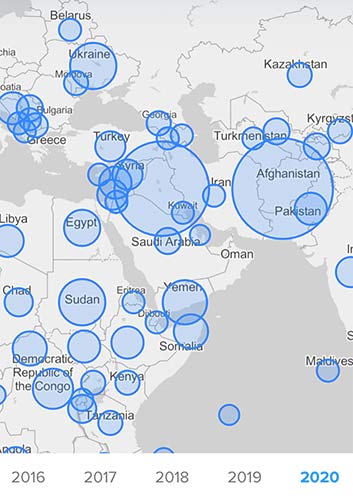 Belarus
Ukraine
Kazakhstan
Moldova
Bulgaria
Georgia
Kyrgyzst
Greece
Turkey
Turkmenistan
Syria
Iran
Afghanistan
Kuwait
Pakistan
Libya
Egypt
Saudi Arabia
Oman
In
Chad
Sudan
Eritrea
Yemen
Djibouti
Somalia
Democratic
Republic of
the Congo
Kenya
Maldives
Tanzania
Angola
2016 2017 2018 2019 2020